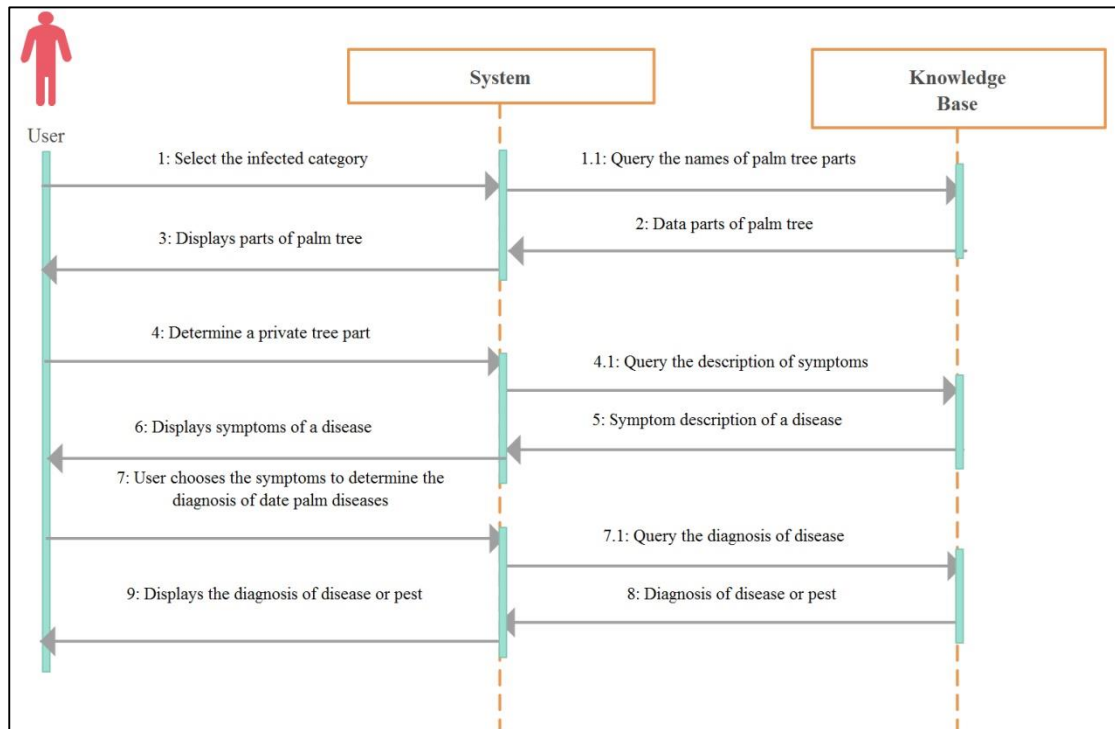 System
Knowledge
Base
User
1: Select the infected category
1.1: Query the names of palm tree parts
2: Data parts of palm tree
3: Displays parts of palm tree
4: Determine a private tree part
4.1: Query the description of symptoms
5: Symptom description of a disease
6: Displays symptoms of a disease
7: User chooses the symptoms to determine the
diagnosis of date palm diseases
7.1: Query the diagnosis of disease
8: Diagnosis of disease or pest
9: Displays the diagnosis of disease or pest